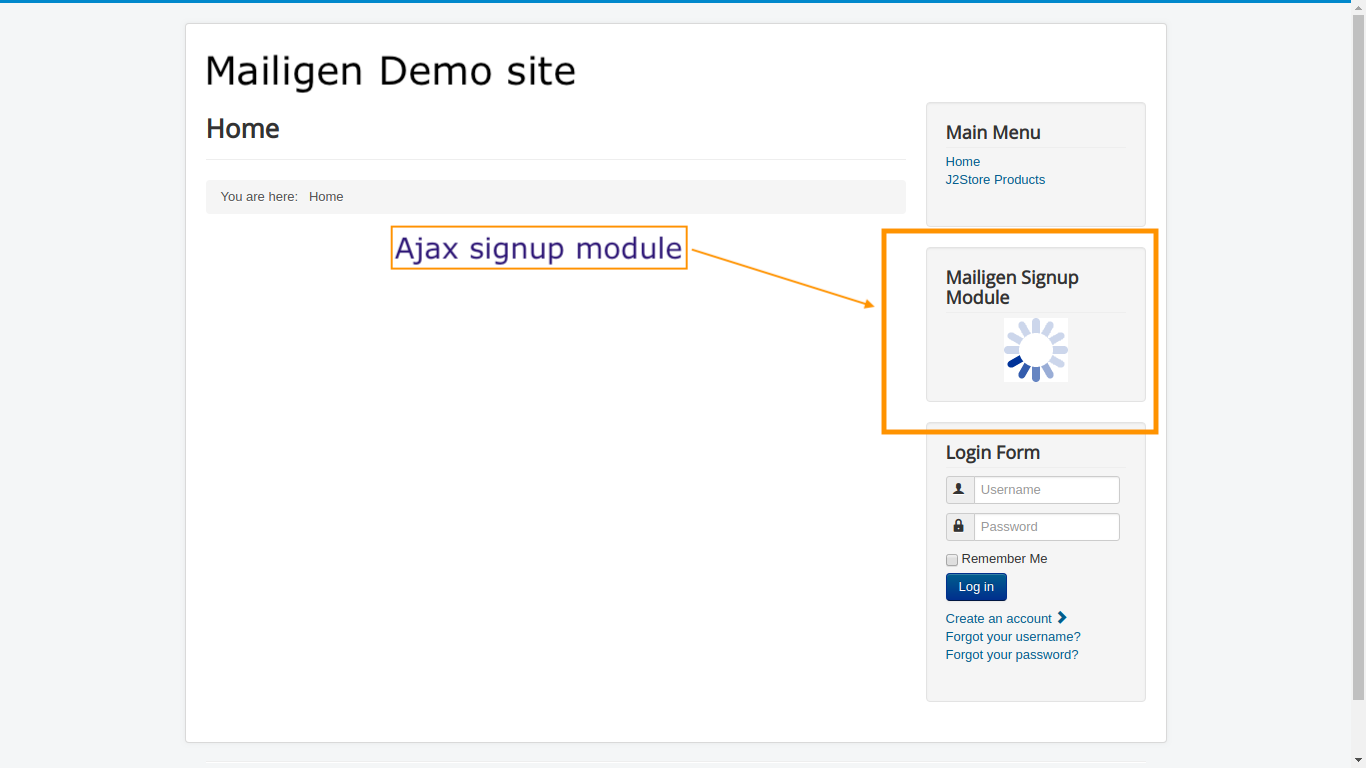 Mailigen Demo site
Home
You are here: Home
Ajax signup module
Main Menu
Home
J2Store Products
Mailigen Signup
Module
Login Form
Username
Password
Remember Me
Log in
Create an account
Forgot your username?
Forgot your password?